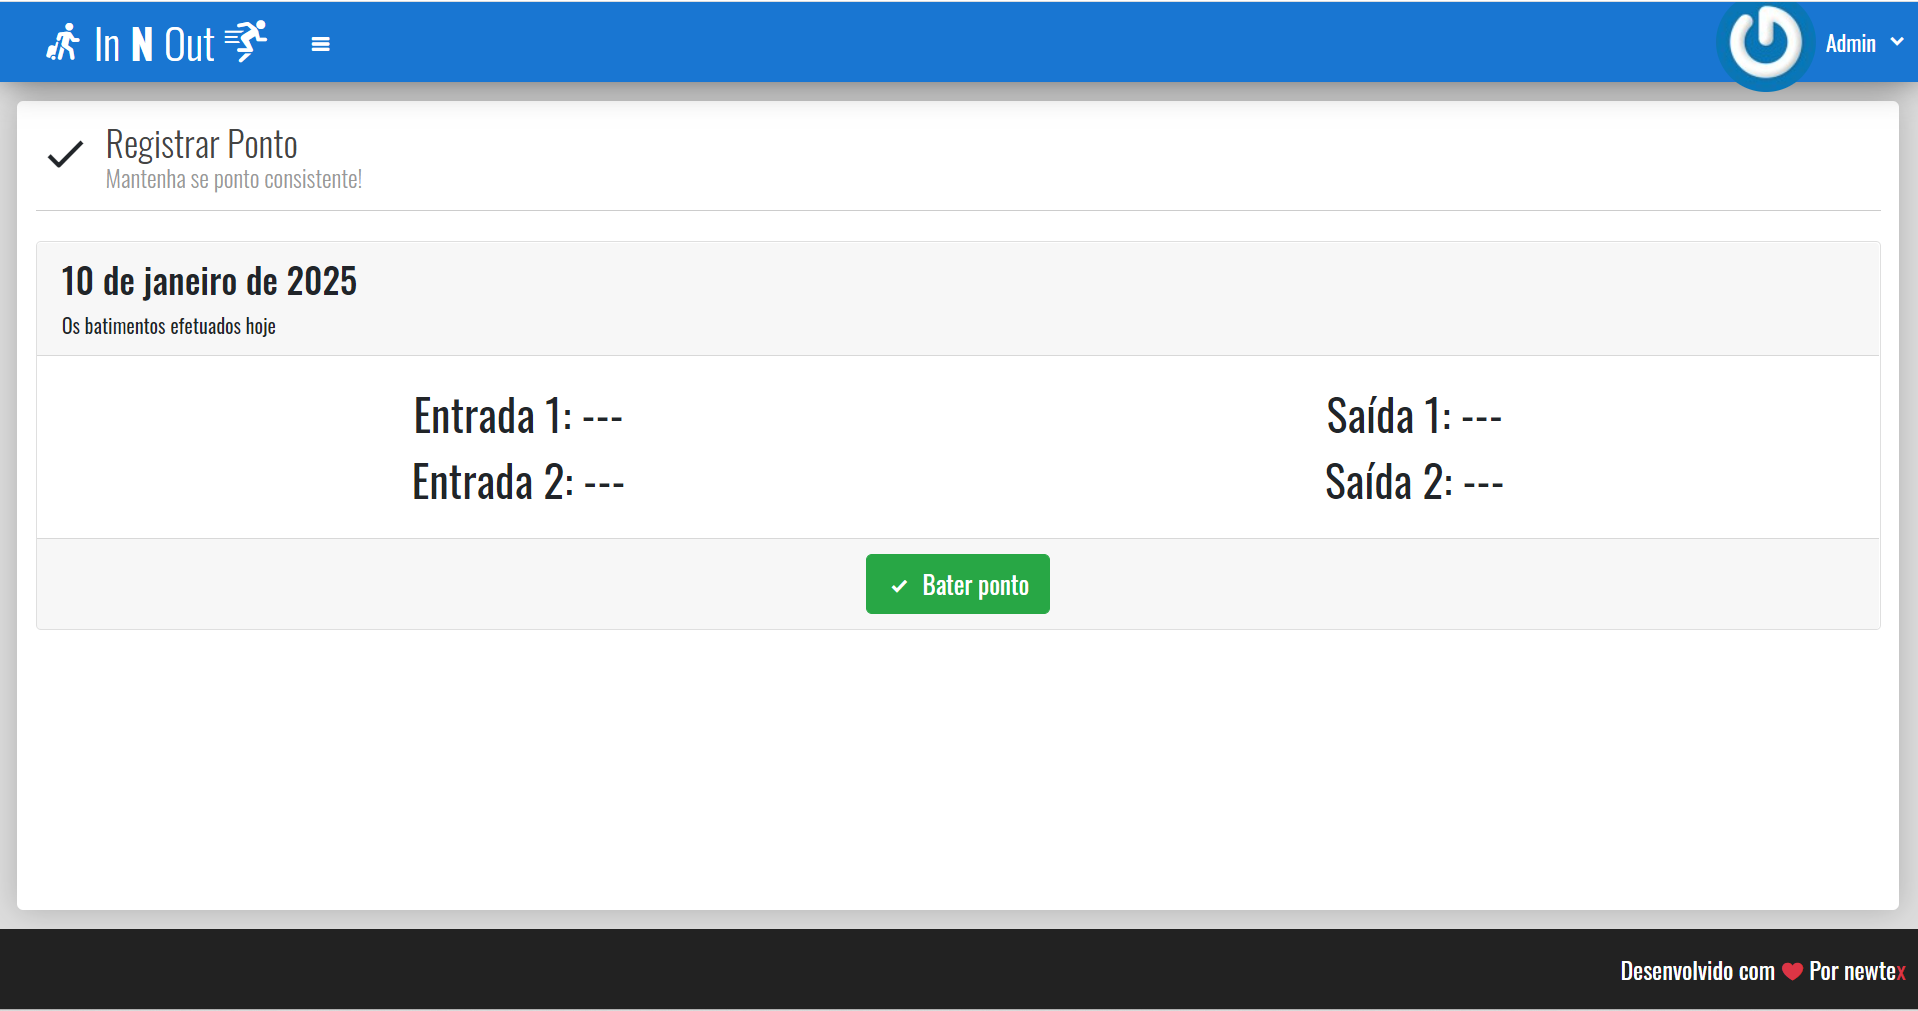 In N Out
Admin
Registrar Ponto
Mantenha se ponto consistente!
10 de janeiro de 2025
Os batimentos efetuados hoje
Entrada 1: --- Saída 1: ---
Entrada 2: --- Saída 2: ---
Bater ponto
Desenvolvido com ❤ Por newtex